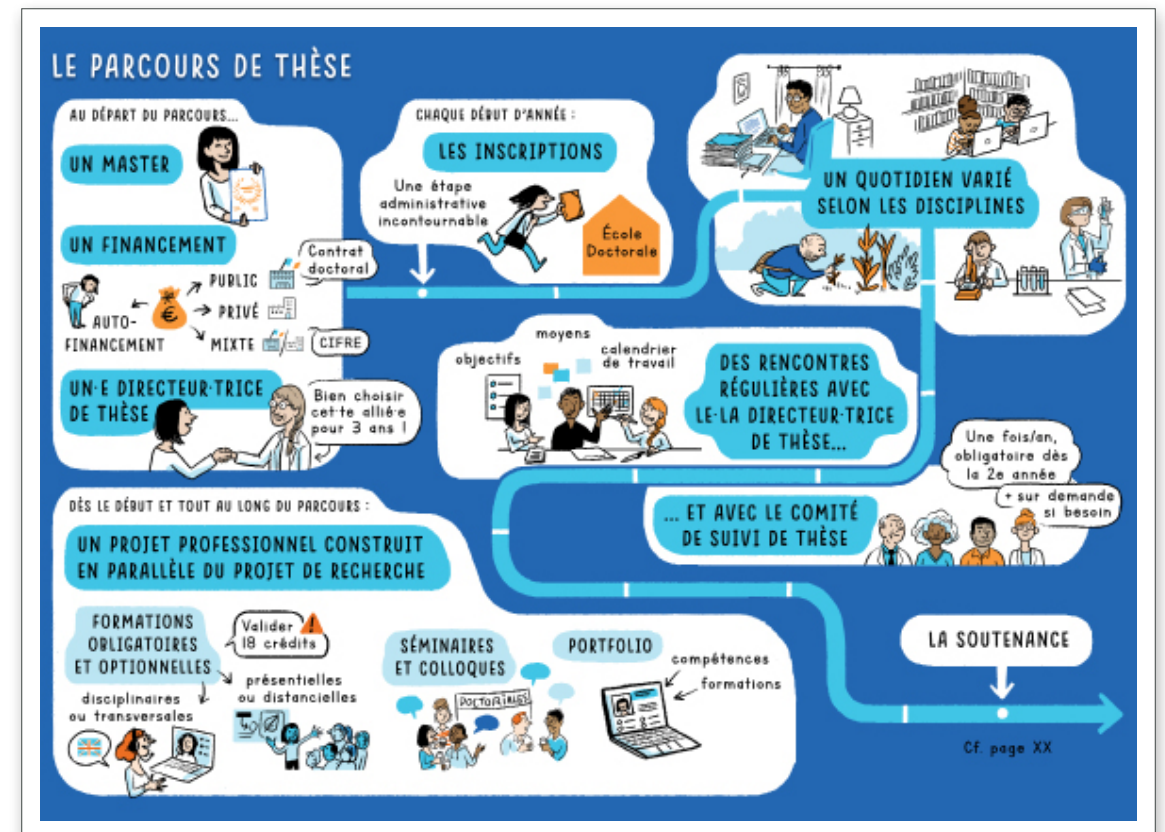 LE PARCOURS DE THÈSE
AU DÉPART DU PARCOURS...
UN MASTER
UN FINANCEMENT
Contrat
doctoral
PUBLIC
PRIVÉ
AUTO-
FINANCEMENT
MIXTE
CIFRE
€
UN·E DIRECTEUR·TRICE
DE THÈSE
Bien choisir
cet·te allié·e
pour 3 ans !
CHAQUE DÉBUT D'ANNÉE :
LES INSCRIPTIONS
Une étape
administrative
incontournable
École
Doctorale
UN QUOTIDIEN VARIÉ
SELON LES DISCIPLINES
moyens
objectifs
calendrier
de travail
DES RENCONTRES
RÉGULIÈRES AVEC
LE·LA DIRECTEUR·TRICE
DE THÈSE...
Une fois/an,
obligatoire dès
la 2e année
+ sur demande
si besoin
... ET AVEC LE COMITÉ
DE SUIVI DE THÈSE
DÈS LE DÉBUT ET TOUT AU LONG DU PARCOURS :
UN PROJET PROFESSIONNEL CONSTRUIT
EN PARALLÈLE DU PROJET DE RECHERCHE
FORMATIONS
OBLIGATOIRES
ET OPTIONNELLES
Valider
18 crédits
!
disciplinaires
ou transversales
présentielles
ou distancielles
SÉMINAIRES
ET COLLOQUES
DOCTORIALES
PORTFOLIO
compétences
formations
LA SOUTENANCE
Cf. page XX